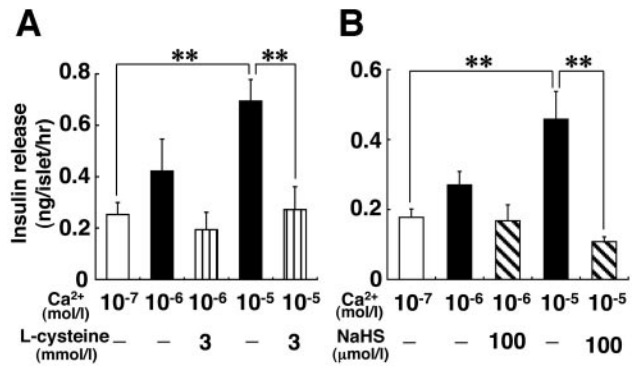 A
**
**
0.8
0.6
0.4
0.2
0
Insulin release
(ng/islet/hr)
Ca²⁺ 10⁻⁷ 10⁻⁶ 10⁻⁶ 10⁻⁵ 10⁻⁵
(mol/l)
L-cysteine – – 3 – 3
(mmol/l)
B
**
**
0.6
0.4
0.2
0
Ca²⁺ 10⁻⁷ 10⁻⁶ 10⁻⁶ 10⁻⁵ 10⁻⁵
(mol/l)
NaHS – – 100 – 100
(μmol/l)